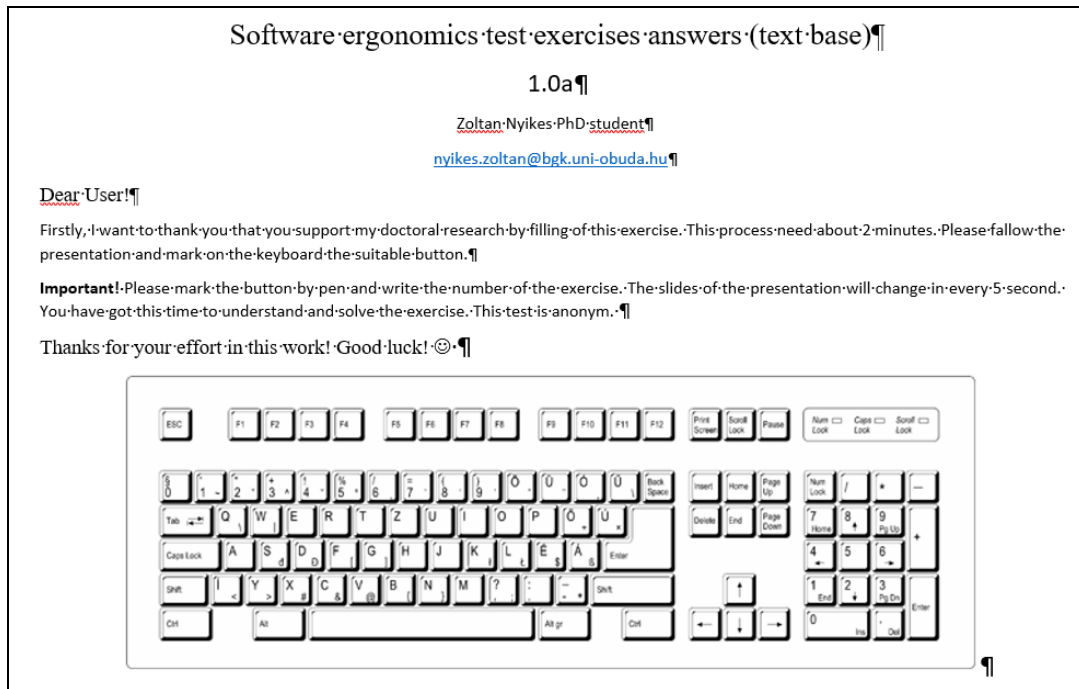 Software ergonomics test exercises answers (text base)¶
1.0a¶
Zoltan Nyikes PhD student¶
nyikes.zoltan@bgk.uni-obuda.hu¶
Dear User!¶
Firstly, I want to thank you that you support my doctoral research by filling of this exercise. This process need about 2 minutes. Please fallow the
presentation and mark on the keyboard the suitable button.¶
Important! Please mark the button by pen and write the number of the exercise. The slides of the presentation will change in every 5 second.
You have got this time to understand and solve the exercise. This test is anonym. ¶
Thanks for your effort in this work! Good luck! ☺ ¶
ESC F1 F2 F3 F4 F5 F6 F7 F8 F9 F10 F11 F12 Print Screen Scroll Lock Pause Num Lock Caps Lock Scroll Lock
§ 0 1 ~ 2 3 ^ 4 % 5 / 6 = 7 8 9 Back Space Insert Home Page Up Num Lock / * —
Tab Q \ W | E R T Z U I O P Ő Ú × Delete End Page Down 7 Home 8 ↑ 9 Pg Up +
Caps Lock A S đ D Đ F [ G ] H J K ł L Ł É $ Á ß Enter 4 ← 5 6 →
Shift Í < Y > X # C & V @ B { N } M ? , : . - * Shift ↑ 1 End 2 ↓ 3 Pg Dn Enter
Ctrl Alt Alt gr Ctrl ← ↓ → 0 Ins . Del
¶